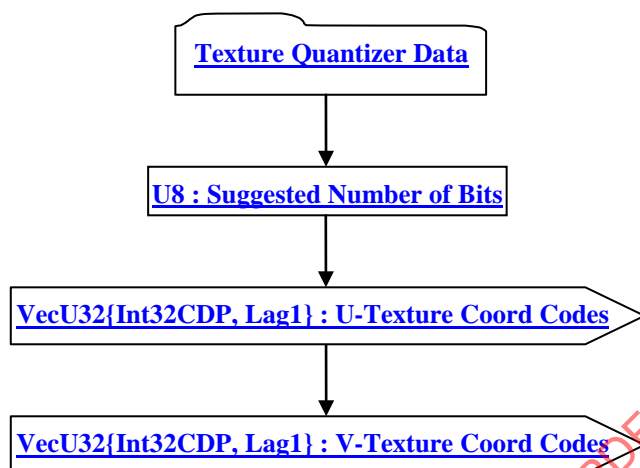 Texture Quantizer Data
U8 : Suggested Number of Bits
VecU32{Int32CDP, Lag1} : U-Texture Coord Codes
VecU32{Int32CDP, Lag1} : V-Texture Coord Codes